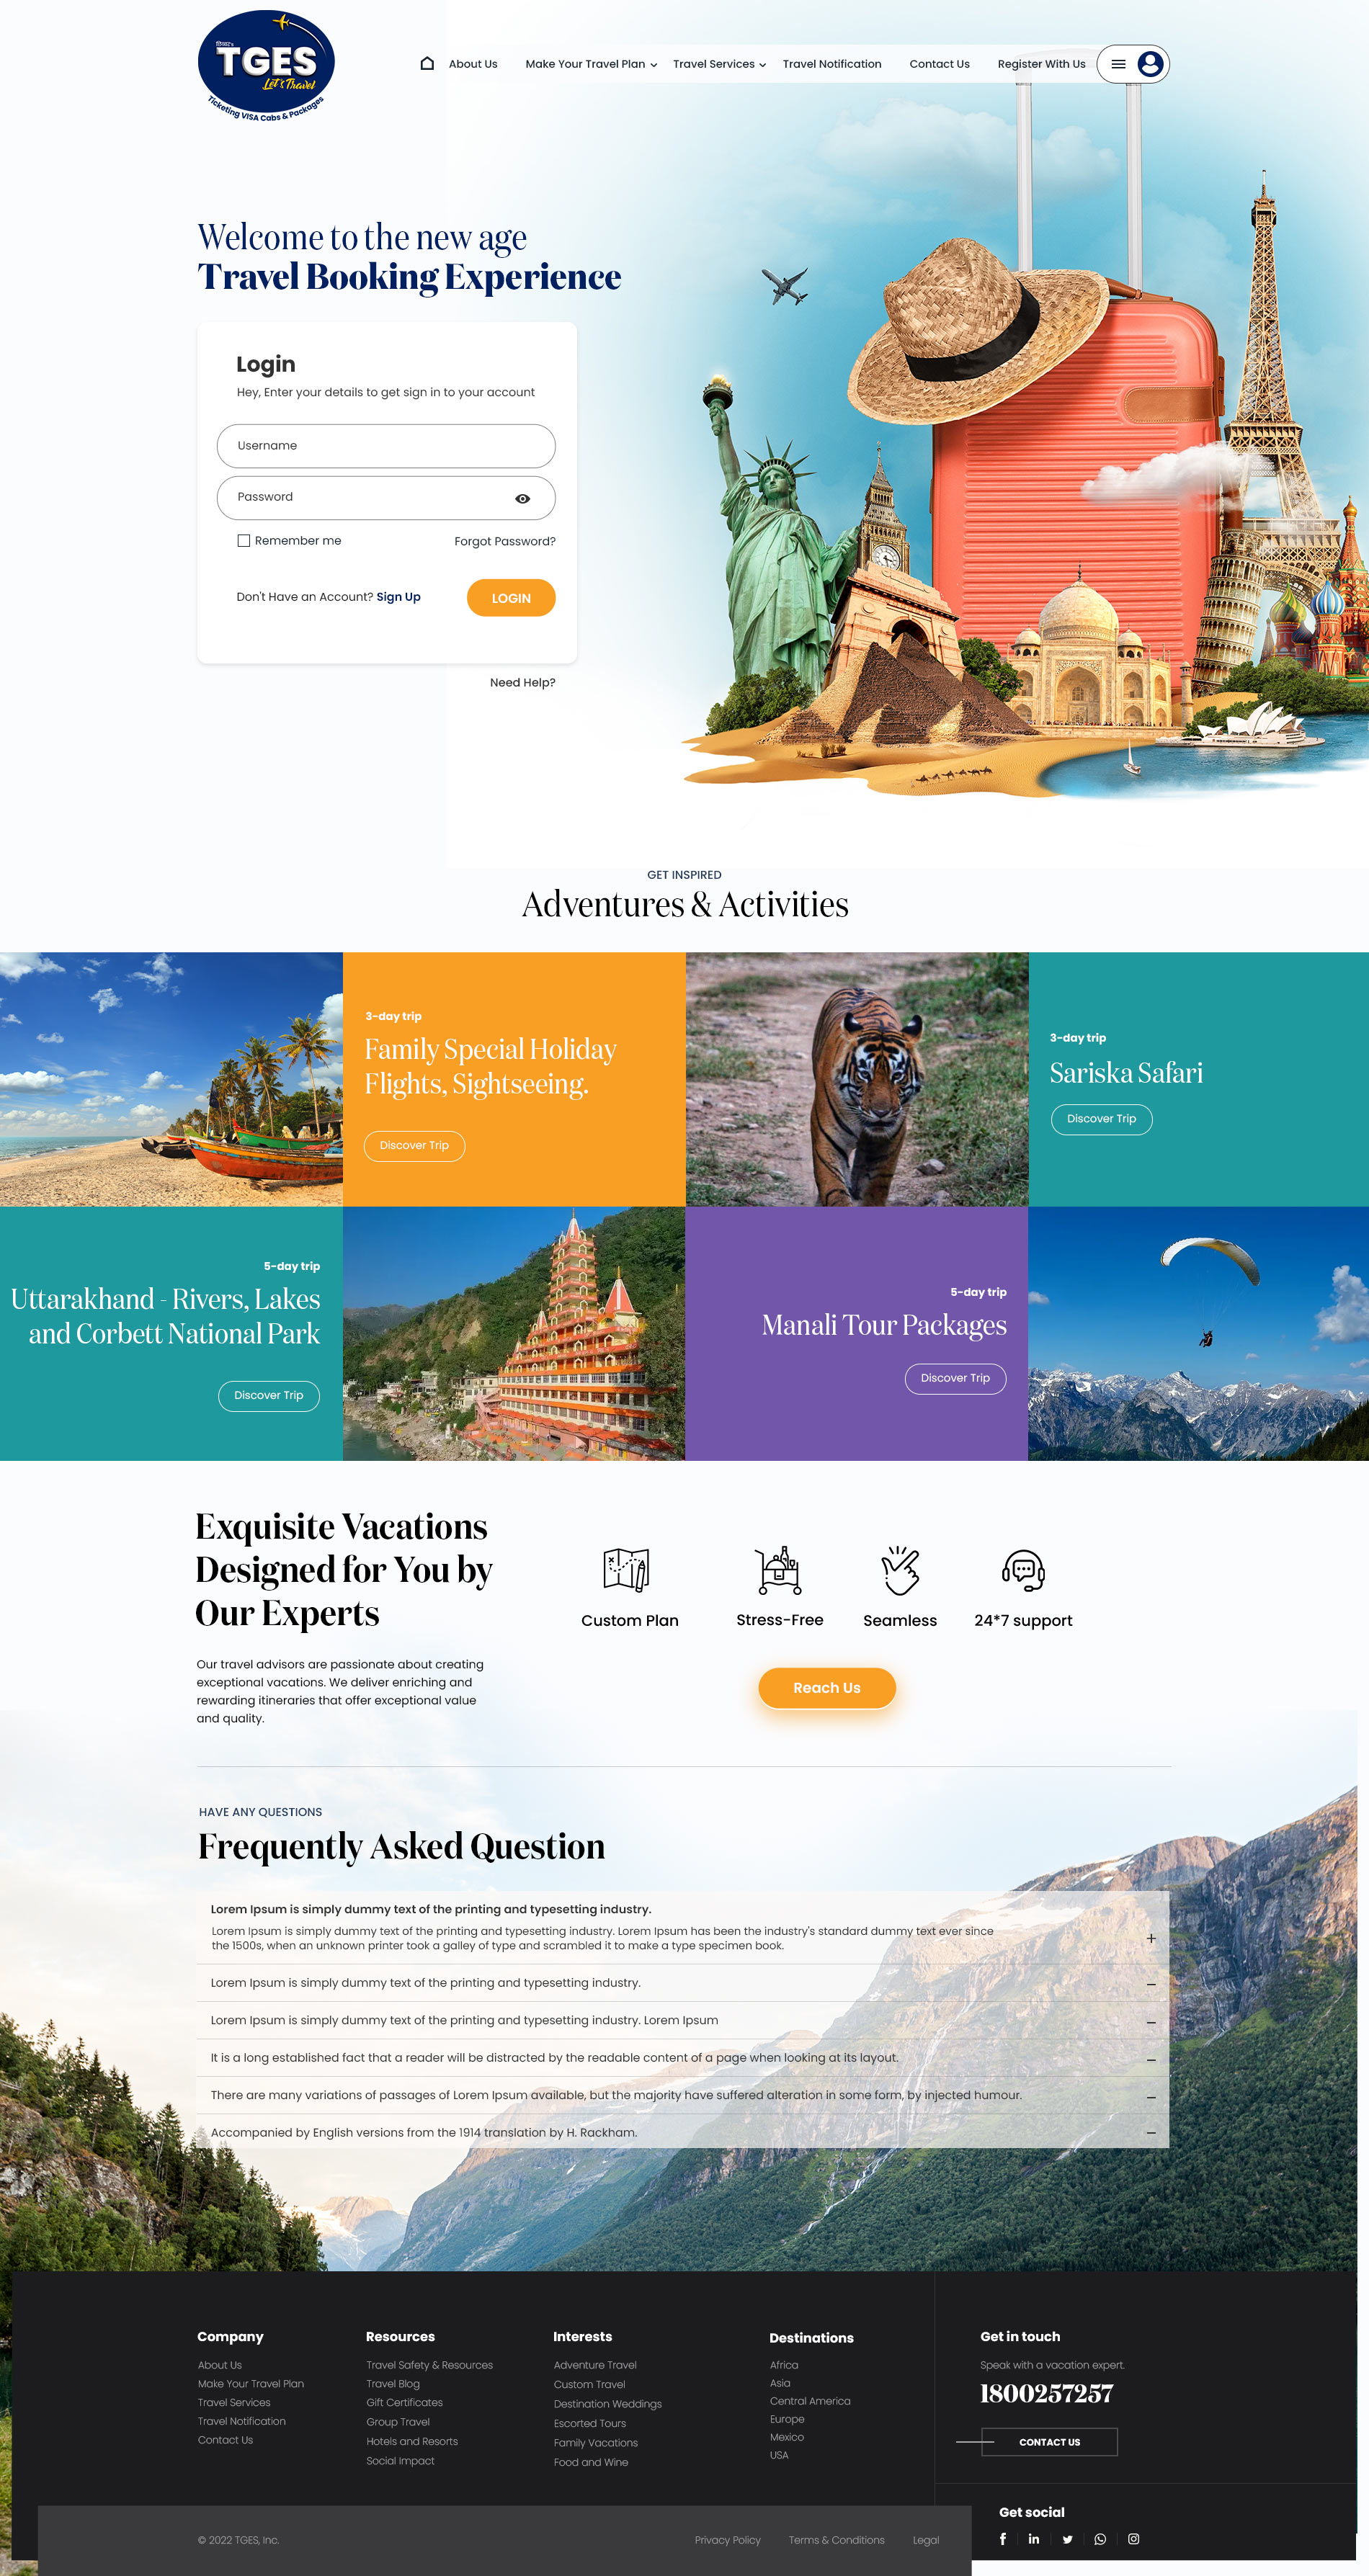 TGES
Let's Travel
Ticketing VISA Cabs & Packages
About Us
Make Your Travel Plan
Travel Services
Travel Notification
Contact Us
Register With Us
Welcome to the new age
Travel Booking Experience
Login
Hey, Enter your details to get sign in to your account
Username
Password
Remember me
Forgot Password?
Don't Have an Account? Sign Up
LOGIN
Need Help?
GET INSPIRED
Adventures & Activities
3-day trip
Family Special Holiday
Flights, Sightseeing.
Discover Trip
3-day trip
Sariska Safari
Discover Trip
5-day trip
Uttarakhand - Rivers, Lakes
and Corbett National Park
Discover Trip
5-day trip
Manali Tour Packages
Discover Trip
Exquisite Vacations
Designed for You by
Our Experts
Our travel advisors are passionate about creating
exceptional vacations. We deliver enriching and
rewarding itineraries that offer exceptional value
and quality.
Custom Plan
Stress-Free
Seamless
24*7 support
Reach Us
HAVE ANY QUESTIONS
Frequently Asked Question
Lorem Ipsum is simply dummy text of the printing and typesetting industry.
Lorem Ipsum is simply dummy text of the printing and typesetting industry. Lorem Ipsum has been the industry's standard dummy text ever since
the 1500s, when an unknown printer took a galley of type and scrambled it to make a type specimen book.
Lorem Ipsum is simply dummy text of the printing and typesetting industry.
Lorem Ipsum is simply dummy text of the printing and typesetting industry. Lorem Ipsum
It is a long established fact that a reader will be distracted by the readable content of a page when looking at its layout.
There are many variations of passages of Lorem Ipsum available, but the majority have suffered alteration in some form, by injected humour.
Accompanied by English versions from the 1914 translation by H. Rackham.
Company
About Us
Make Your Travel Plan
Travel Services
Travel Notification
Contact Us
Resources
Travel Safety & Resources
Travel Blog
Gift Certificates
Group Travel
Hotels and Resorts
Social Impact
Interests
Adventure Travel
Custom Travel
Destination Weddings
Escorted Tours
Family Vacations
Food and Wine
Destinations
Africa
Asia
Central America
Europe
Mexico
USA
Get in touch
Speak with a vacation expert.
1800257257
CONTACT US
Get social
© 2022 TGES, Inc.
Privacy Policy
Terms & Conditions
Legal